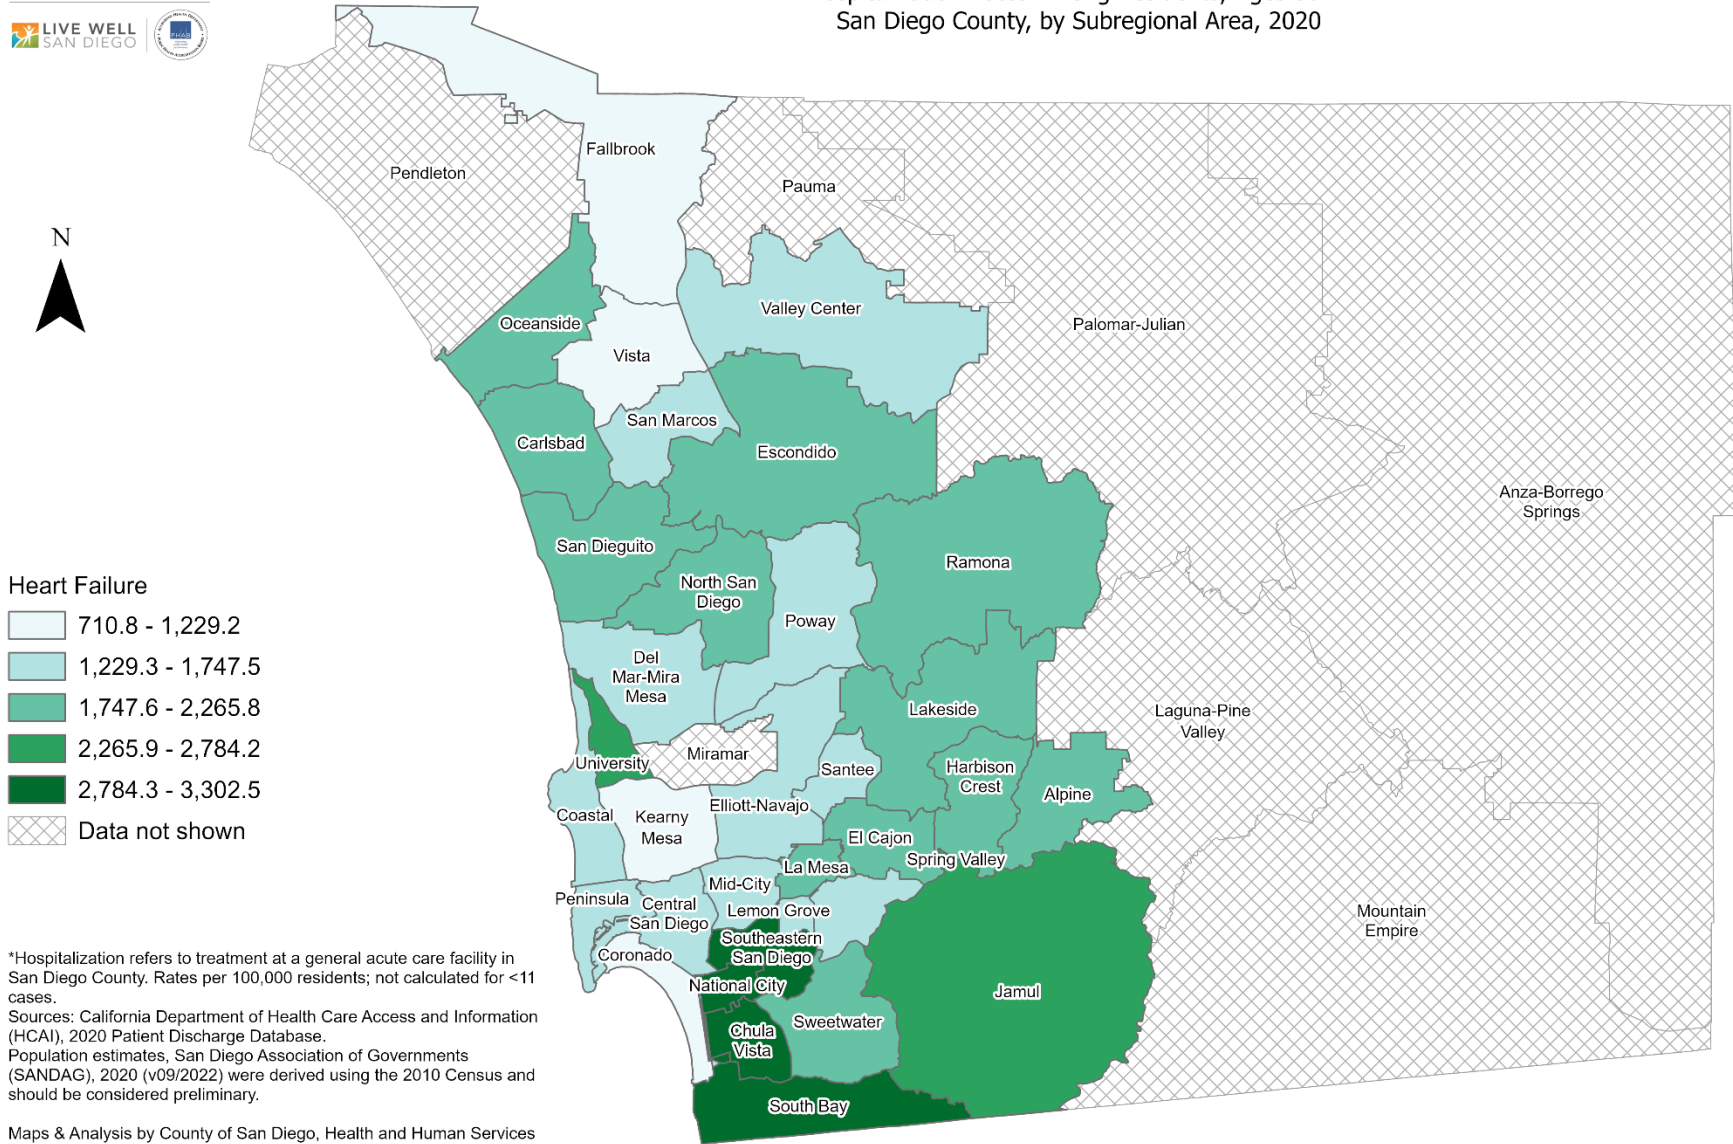 San Diego County, by Subregional Area, 2020
LIVE WELL
SAN DIEGO
PHAB
N
Fallbrook
Pendleton
Pauma
Valley Center
Oceanside
Palomar-Julian
Vista
San Marcos
Carlsbad
Escondido
Anza-Borrego
Springs
San Dieguito
Ramona
North San
Diego
Poway
Del
Mar-Mira
Mesa
Lakeside
Laguna-Pine
Valley
Miramar
University
Santee
Harbison
Crest
Alpine
Elliott-Navajo
Coastal
Kearny
Mesa
El Cajon
La Mesa
Spring Valley
Mid-City
Peninsula
Central
San Diego
Lemon Grove
Mountain
Empire
Southeastern
San Diego
Coronado
National City
Jamul
Sweetwater
Chula
Vista
South Bay
Heart Failure
710.8 - 1,229.2
1,229.3 - 1,747.5
1,747.6 - 2,265.8
2,265.9 - 2,784.2
2,784.3 - 3,302.5
Data not shown
*Hospitalization refers to treatment at a general acute care facility in
San Diego County. Rates per 100,000 residents; not calculated for <11
cases.
Sources: California Department of Health Care Access and Information
(HCAI), 2020 Patient Discharge Database.
Population estimates, San Diego Association of Governments
(SANDAG), 2020 (v09/2022) were derived using the 2010 Census and
should be considered preliminary.
Maps & Analysis by County of San Diego, Health and Human Services